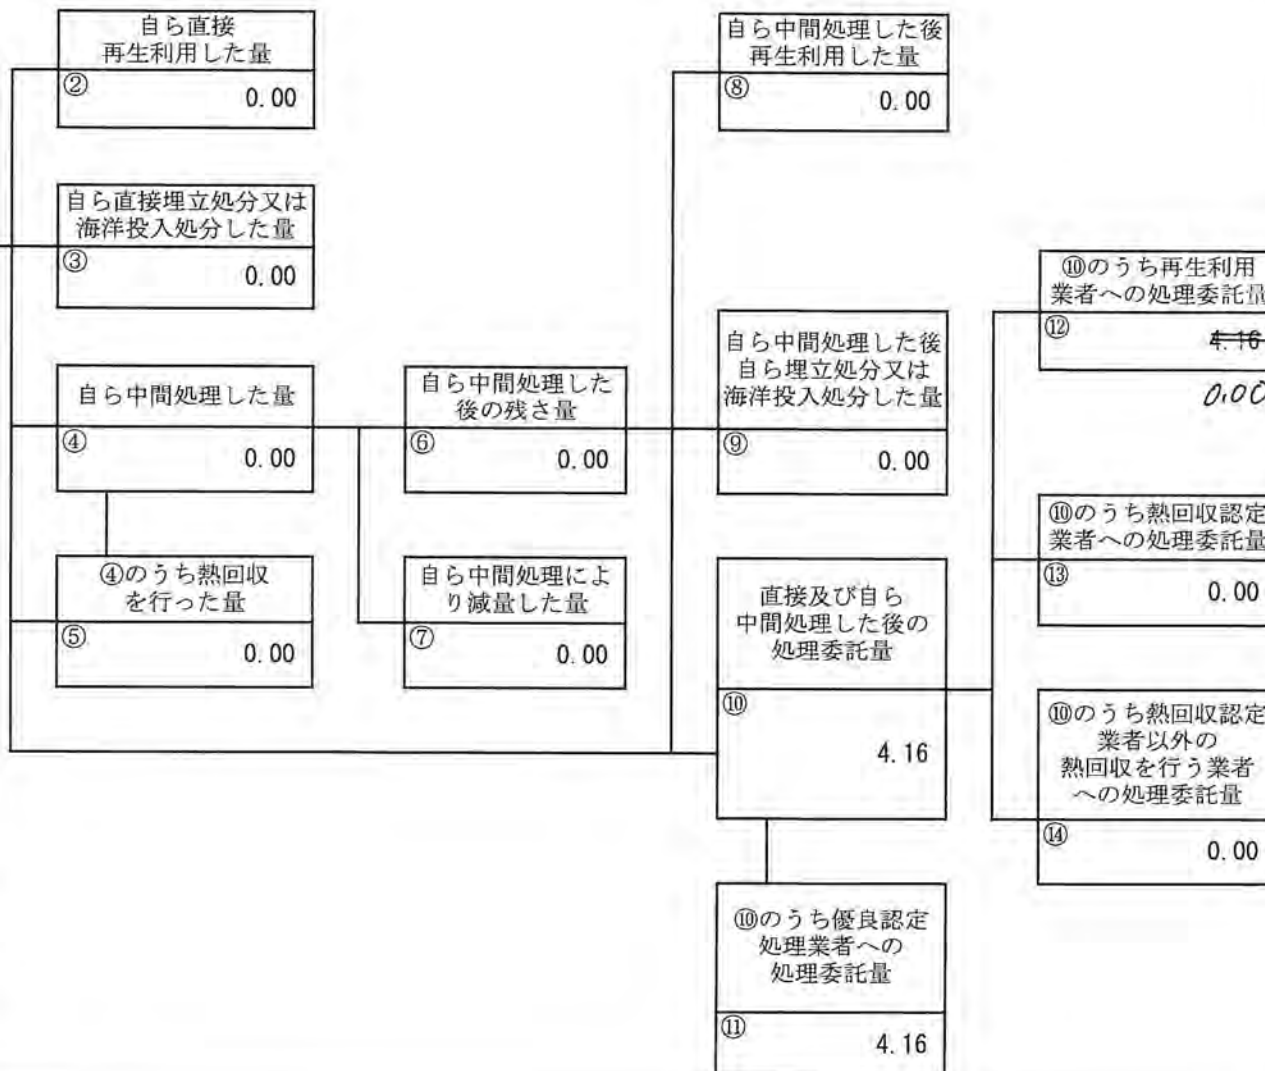 自ら直接
再生利用した量
②
0.00
自ら直接埋立処分又は
海洋投入処分した量
③
0.00
自ら中間処理した量
④
0.00
④のうち熱回収
を行った量
⑤
0.00
自ら中間処理した
後の残さ量
⑥
0.00
自ら中間処理によ
り減量した量
⑦
0.00
自ら中間処理した後
再生利用した量
⑧
0.00
自ら中間処理した後
自ら埋立処分又は
海洋投入処分した量
⑨
0.00
直接及び自ら
中間処理した後の
処理委託量
⑩
4.16
⑩のうち優良認定
処理業者への
処理委託量
⑪
4.16
⑩のうち再生利用
業者への処理委託量
⑫
4.16
0.00
⑩のうち熱回収認定
業者への処理委託量
⑬
0.00
⑩のうち熱回収認定
業者以外の
熱回収を行う業者
への処理委託量
⑭
0.00